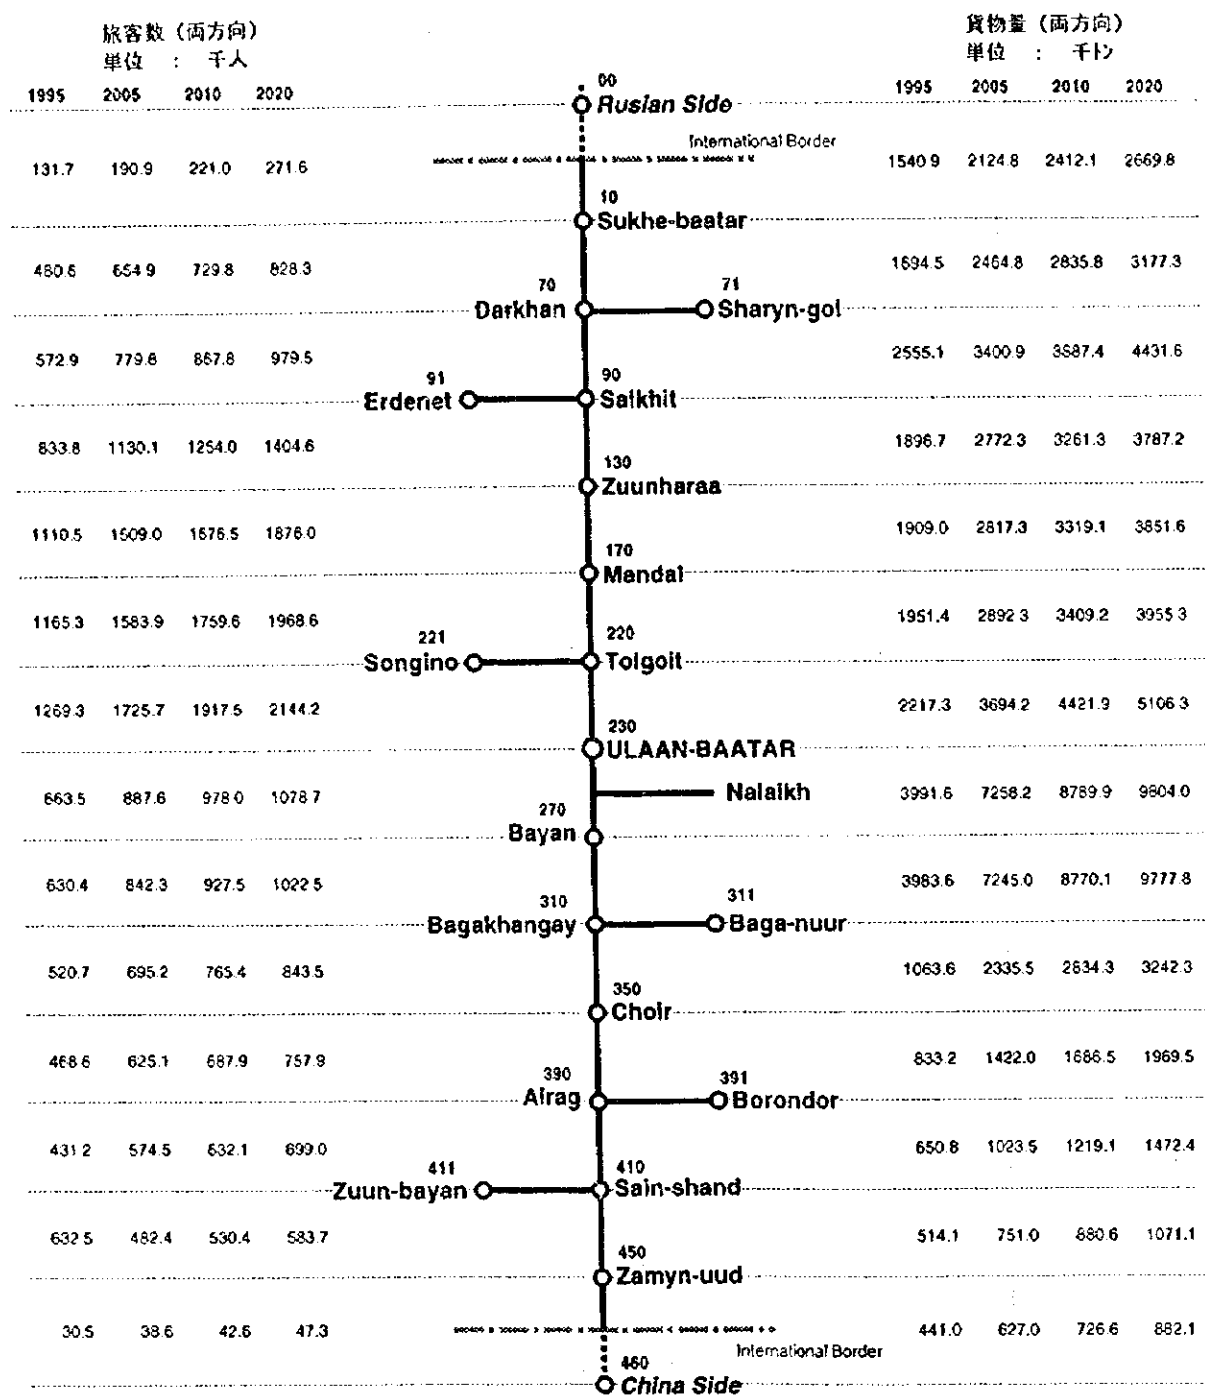 旅客数 (両方向)
単位 : 千人
1995 2005 2010 2020
貨物量 (両方向)
単位 : 千トン
1995 2005 2010 2020
00
Rusian Side
International Border
131.7 190.9 221.0 271.6
1540.9 2124.8 2412.1 2669.8
10
Sukhe-baatar
480.6 654.9 729.8 828.3
1694.5 2464.8 2835.8 3177.3
70
Darkhan
71
Sharyn-gol
572.9 779.6 867.8 979.5
2555.1 3400.9 3887.4 4431.6
91
Erdenet
90
Salkhit
833.8 1130.1 1254.0 1404.6
1896.7 2772.3 3261.3 3787.2
130
Zuunharaa
1110.5 1509.0 1676.5 1876.0
1909.0 2817.3 3319.1 3851.6
170
Mandal
1165.3 1583.9 1759.6 1968.6
1951.4 2892.3 3409.2 3955.3
221
Songino
220
Tolgoit
1269.3 1725.7 1917.5 2144.2
2217.3 3694.2 4421.9 5106.3
230
ULAAN-BAATAR
Nalaikh
663.5 887.6 978.0 1078.7
3991.6 7258.2 8789.9 9804.0
270
Bayan
630.4 842.3 927.5 1022.5
3983.6 7245.0 8770.1 9777.8
310
Bagakhangay
311
Baga-nuur
520.7 695.2 765.4 843.5
1063.6 2335.5 2834.3 3242.3
350
Choir
468.6 625.1 687.9 757.9
833.2 1422.0 1686.5 1969.5
390
Airag
391
Borondor
431.2 574.5 632.1 699.0
650.8 1023.5 1219.1 1472.4
411
Zuun-bayan
410
Sain-shand
632.5 482.4 530.4 583.7
514.1 751.0 880.6 1071.1
450
Zamyn-uud
30.5 38.6 42.6 47.3
441.0 627.0 726.6 882.1
International Border
460
China Side